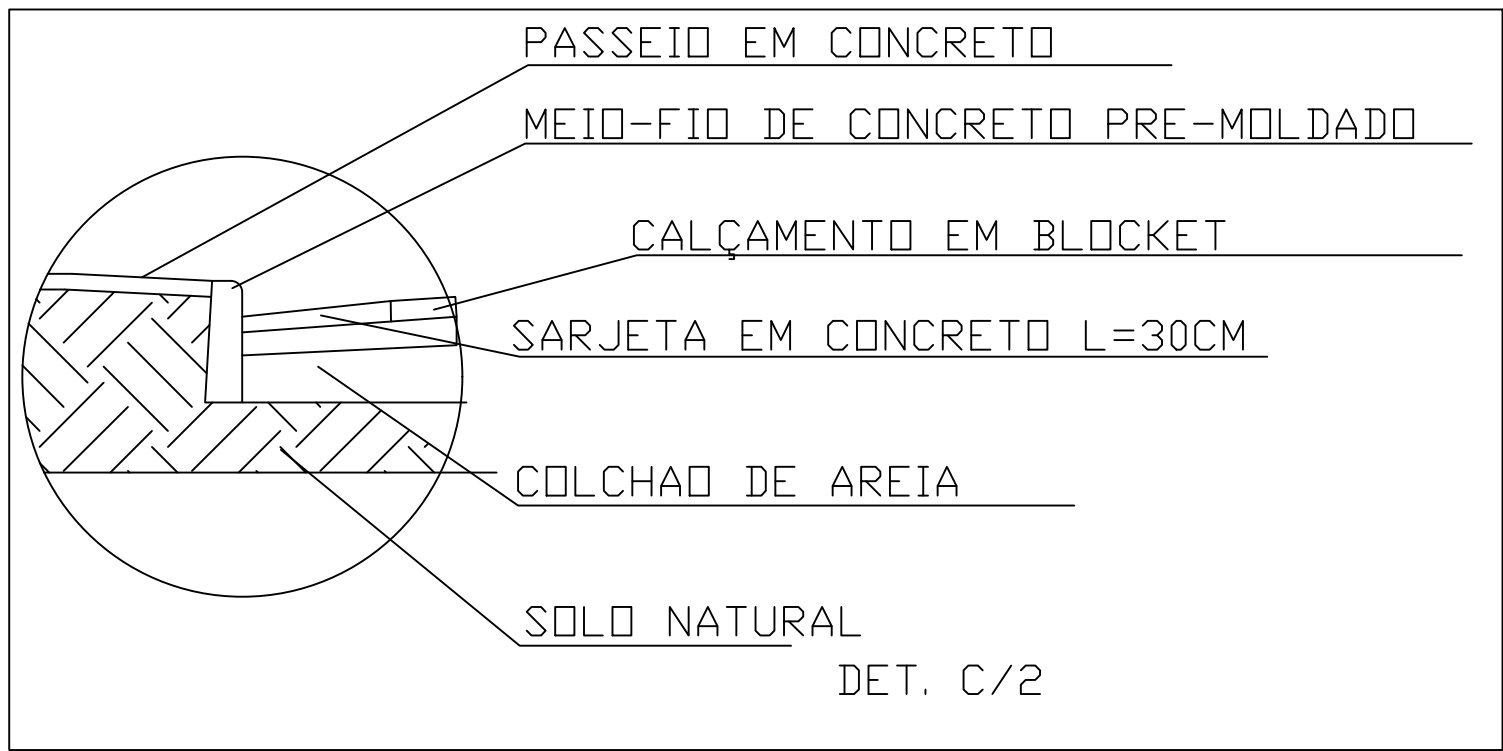 PASSEIO EM CONCRETO
MEIO-FIO DE CONCRETO PRE-MOLDADO
CALÇAMENTO EM BLOCKET
SARJETA EM CONCRETO L=30CM
COLCHAO DE AREIA
SOLO NATURAL
DET. C/2